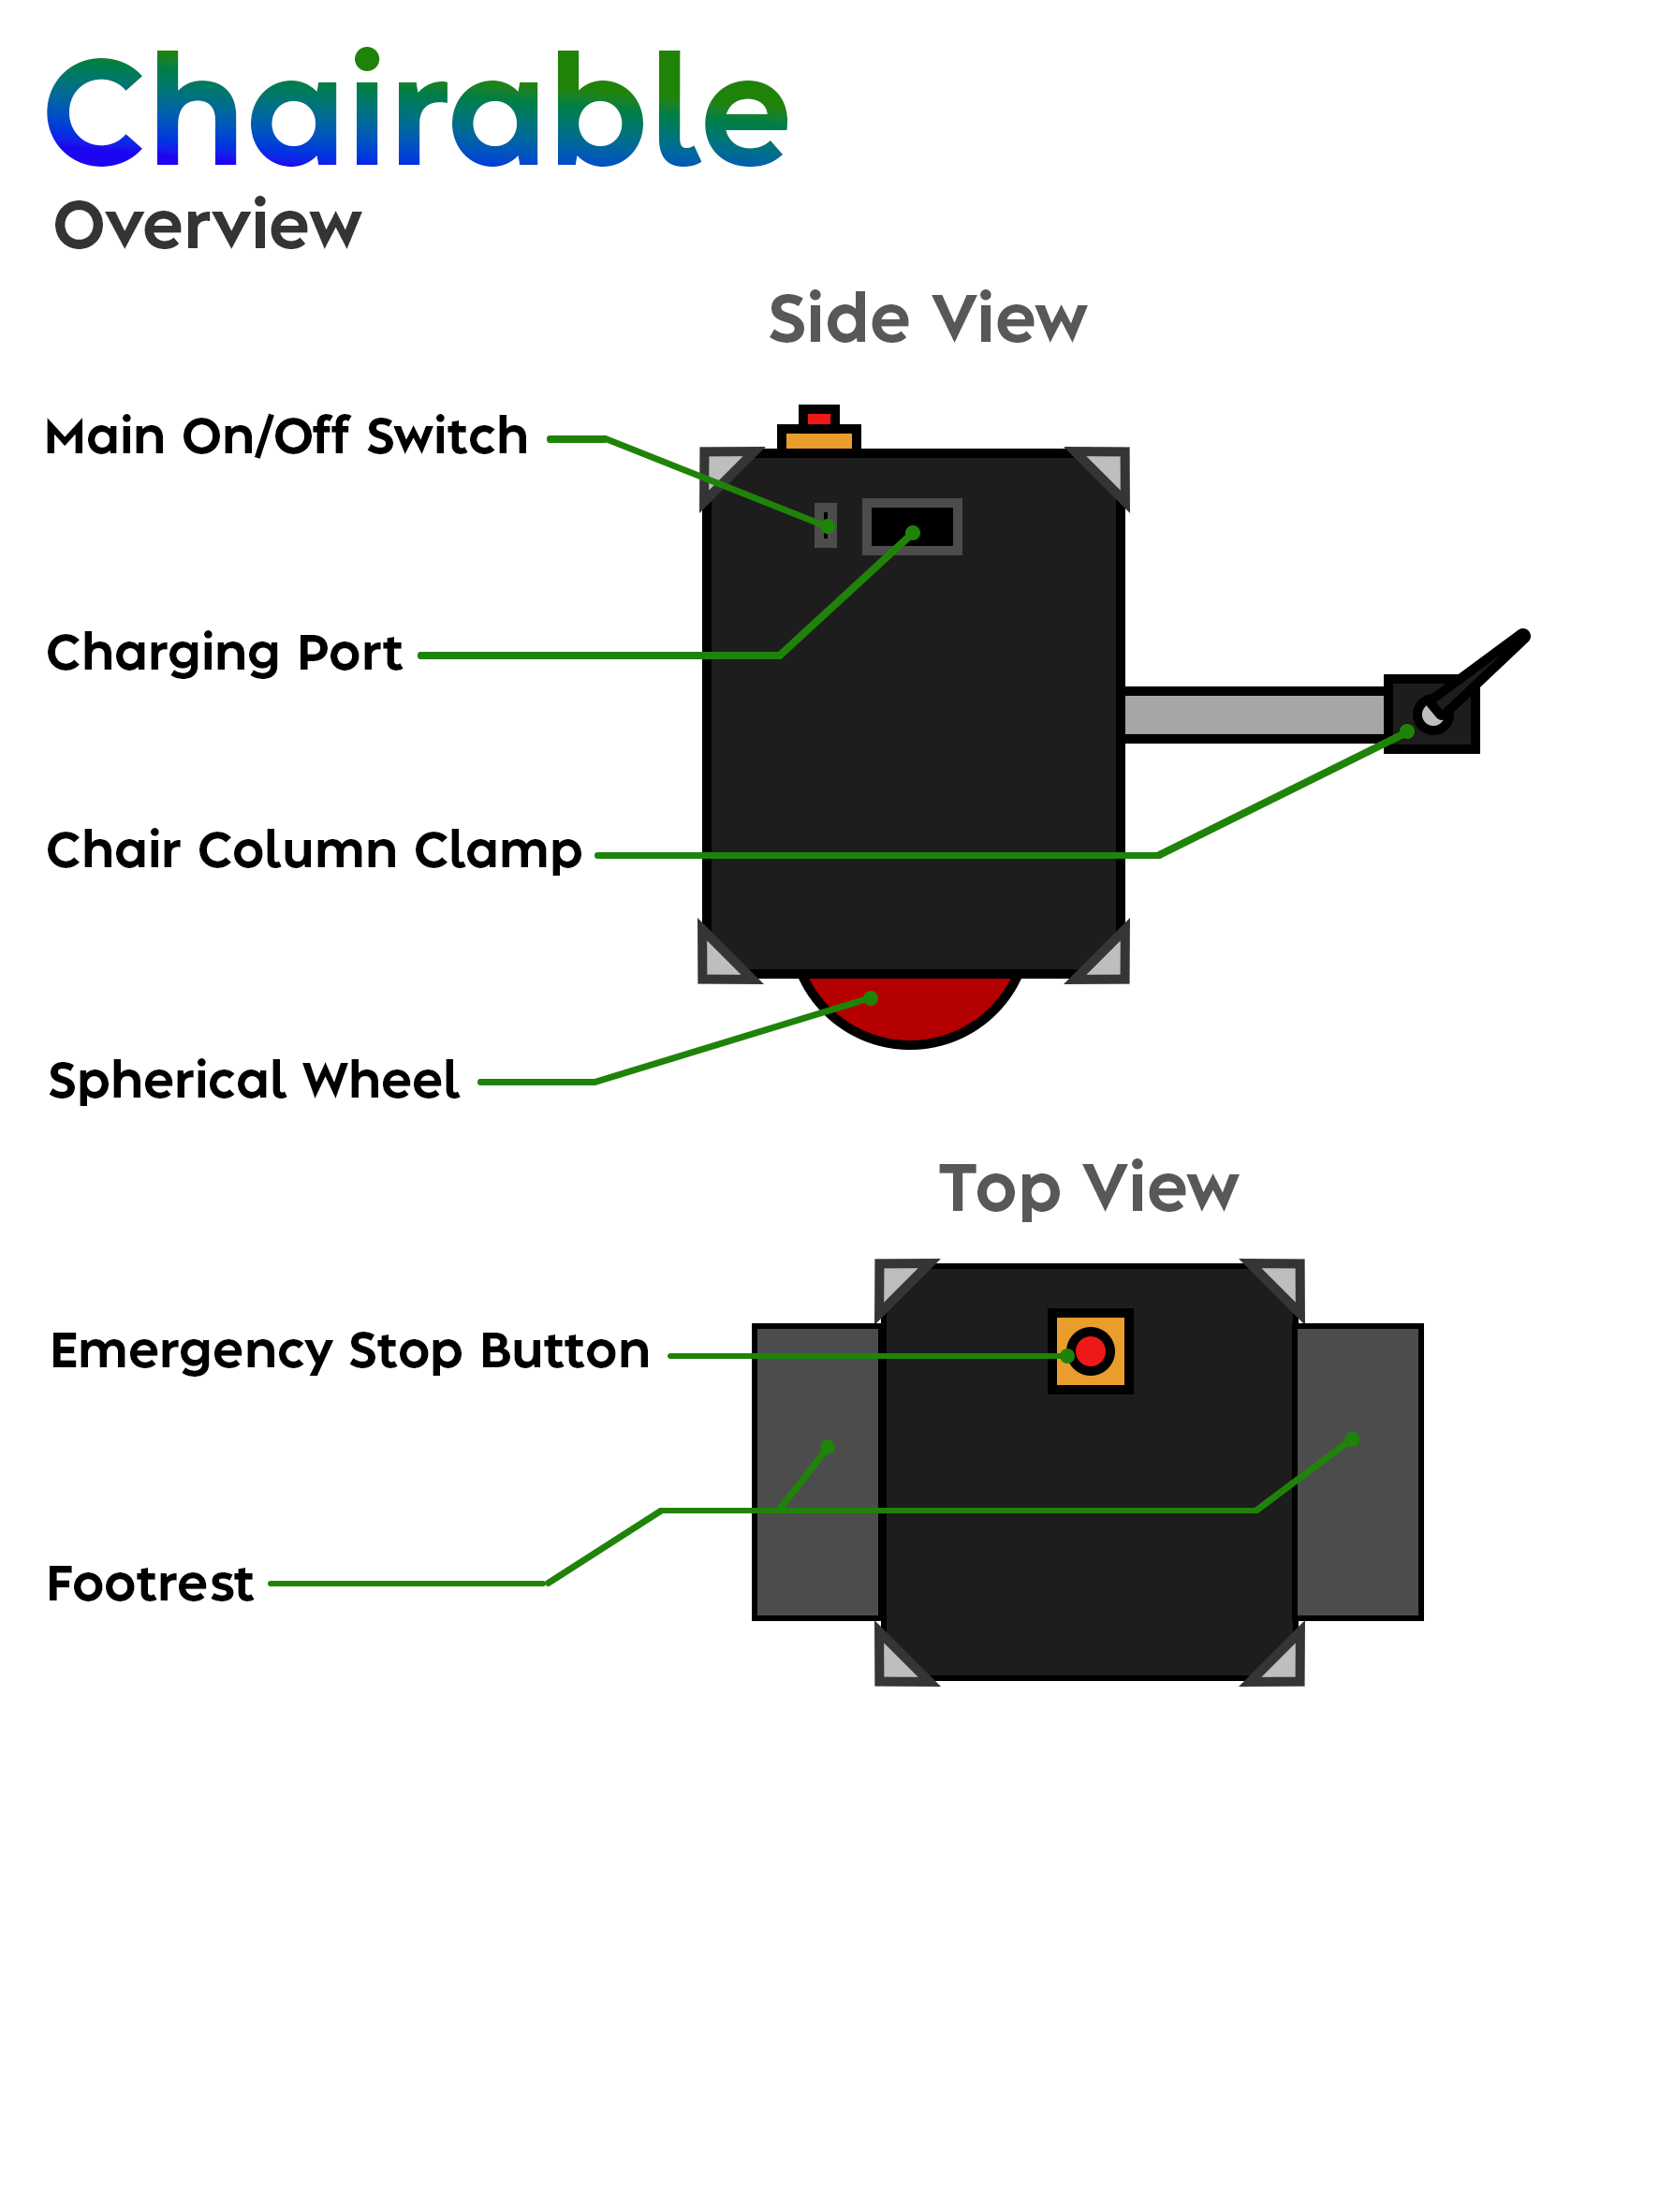 Chairable
Overview
Side View
Main On/Off Switch
Charging Port
Chair Column Clamp
Spherical Wheel
Top View
Emergency Stop Button
Footrest